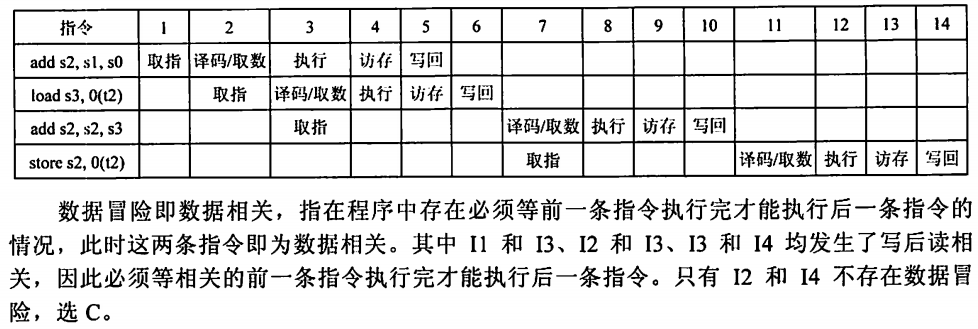 指令 1 2 3 4 5 6 7 8 9 10 11 12 13 14
add s2, s1, s0 取指 译码/取数 执行 访存 写回
load s3, 0(t2) 取指 译码/取数 执行 访存 写回
add s2, s2, s3 取指 译码/取数 执行 访存 写回
store s2, 0(t2) 取指 译码/取数 执行 访存 写回
数据冒险即数据相关，指在程序中存在必须等前一条指令执行完才能执行后一条指令的
情况，此时这两条指令即为数据相关。其中 I1 和 I3、I2 和 I3、I3 和 I4 均发生了写后读相
关，因此必须等相关的前一条指令执行完才能执行后一条指令。只有 I2 和 I4 不存在数据冒
险，选 C。